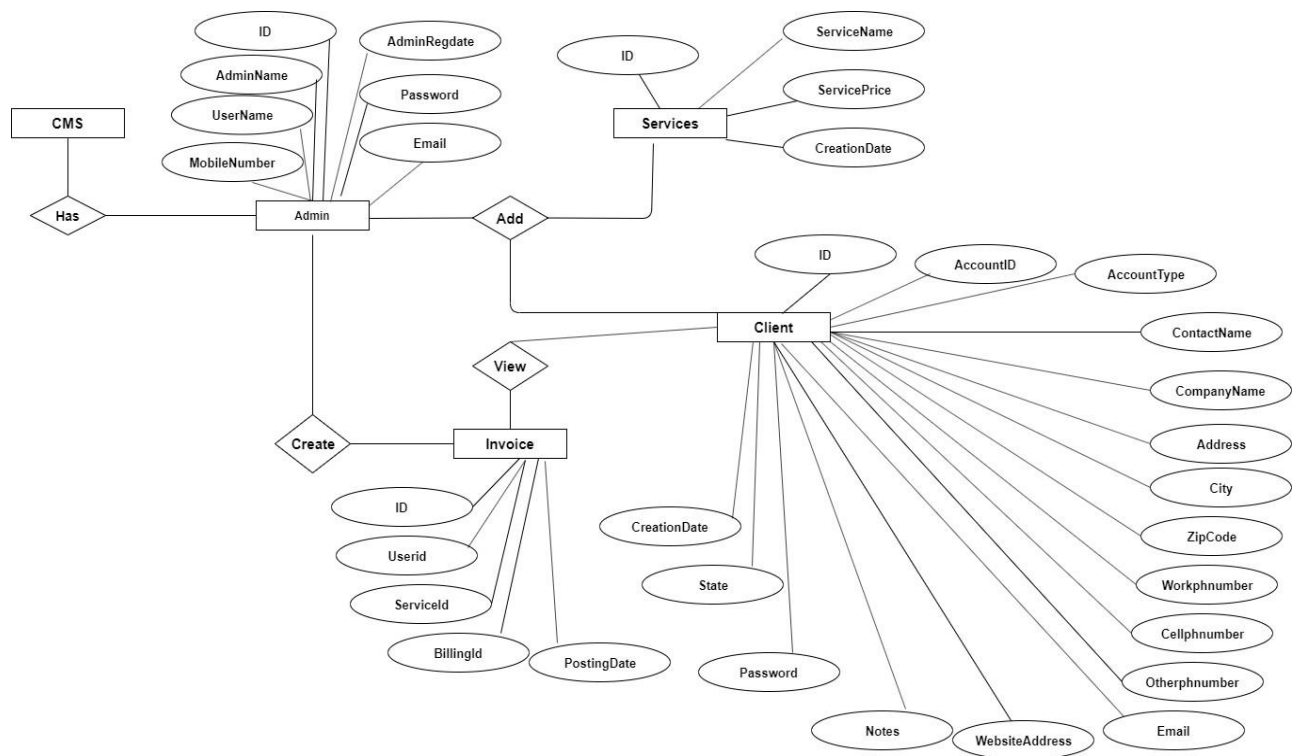 ID
AdminRegdate
AdminName
Password
UserName
Email
MobileNumber
CMS
Has
Admin
Add
ID
ServiceName
ServicePrice
CreationDate
Services
ID
AccountID
AccountType
Client
ContactName
CompanyName
Address
City
ZipCode
Workphnumber
Cellphnumber
Otherphnumber
Email
WebsiteAddress
Notes
Password
State
CreationDate
View
Create
Invoice
ID
Userid
ServiceId
BillingId
PostingDate